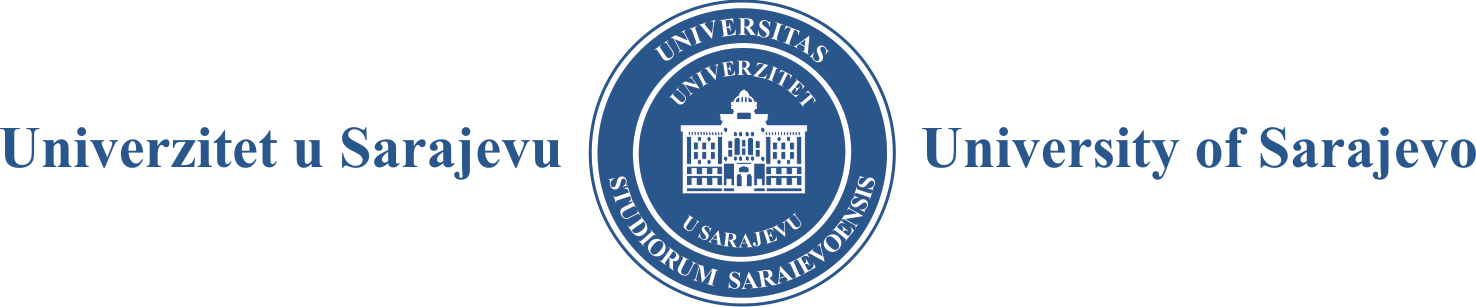 Univerzitet u Sarajevu
UNIVERSITAS
STUDIORUM SARAIEVOENSIS
UNIVERZITET
U SARAJEVU
University of Sarajevo